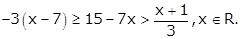 -3(x-7) ≥ 15-7x > (x+1)/3, x ∈ R.